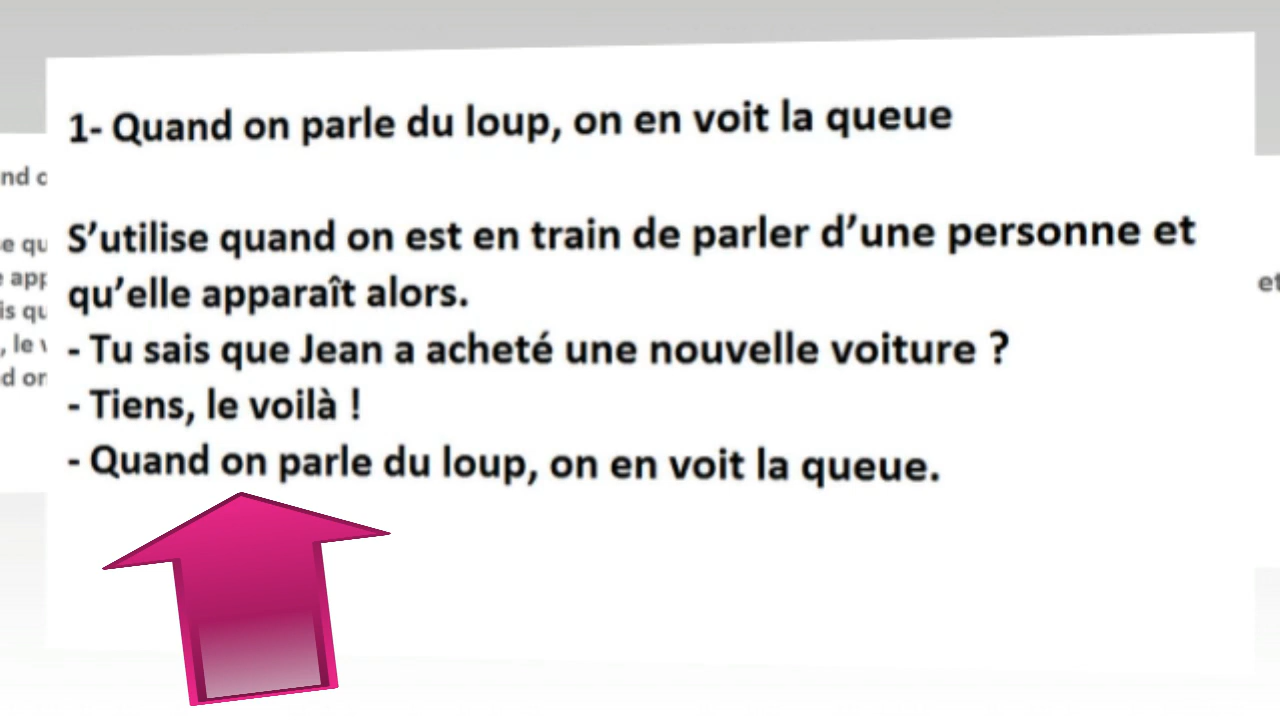 1- Quand on parle du loup, on en voit la queue
S’utilise quand on est en train de parler d’une personne et
qu’elle apparaît alors.
- Tu sais que Jean a acheté une nouvelle voiture ?
- Tiens, le voilà !
- Quand on parle du loup, on en voit la queue.
et